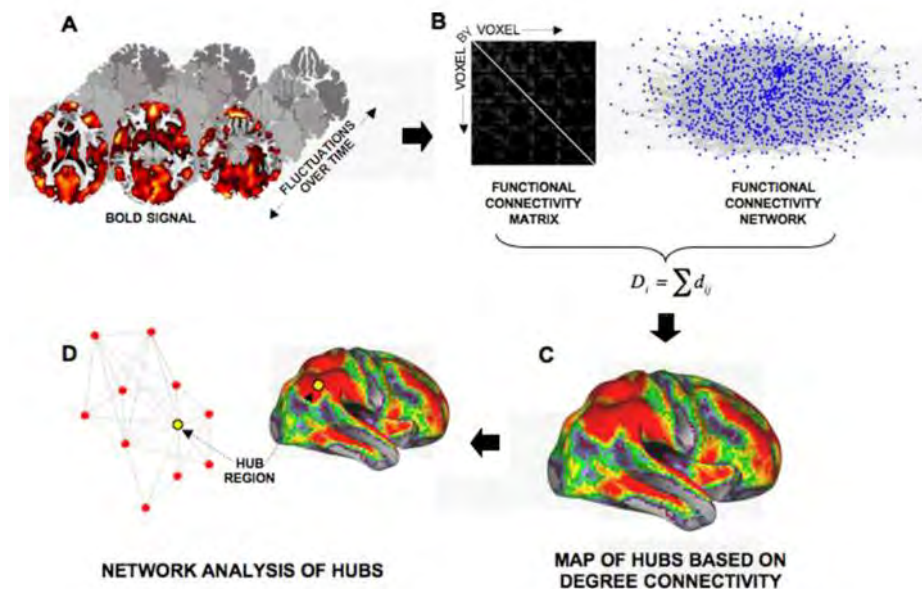 A
FLUCTUATIONS
OVER TIME
BOLD SIGNAL
B
VOXEL BY VOXEL
FUNCTIONAL
CONNECTIVITY
MATRIX
FUNCTIONAL
CONNECTIVITY
NETWORK
D_i = ∑ d_ij
D
HUB
REGION
NETWORK ANALYSIS OF HUBS
C
MAP OF HUBS BASED ON
DEGREE CONNECTIVITY